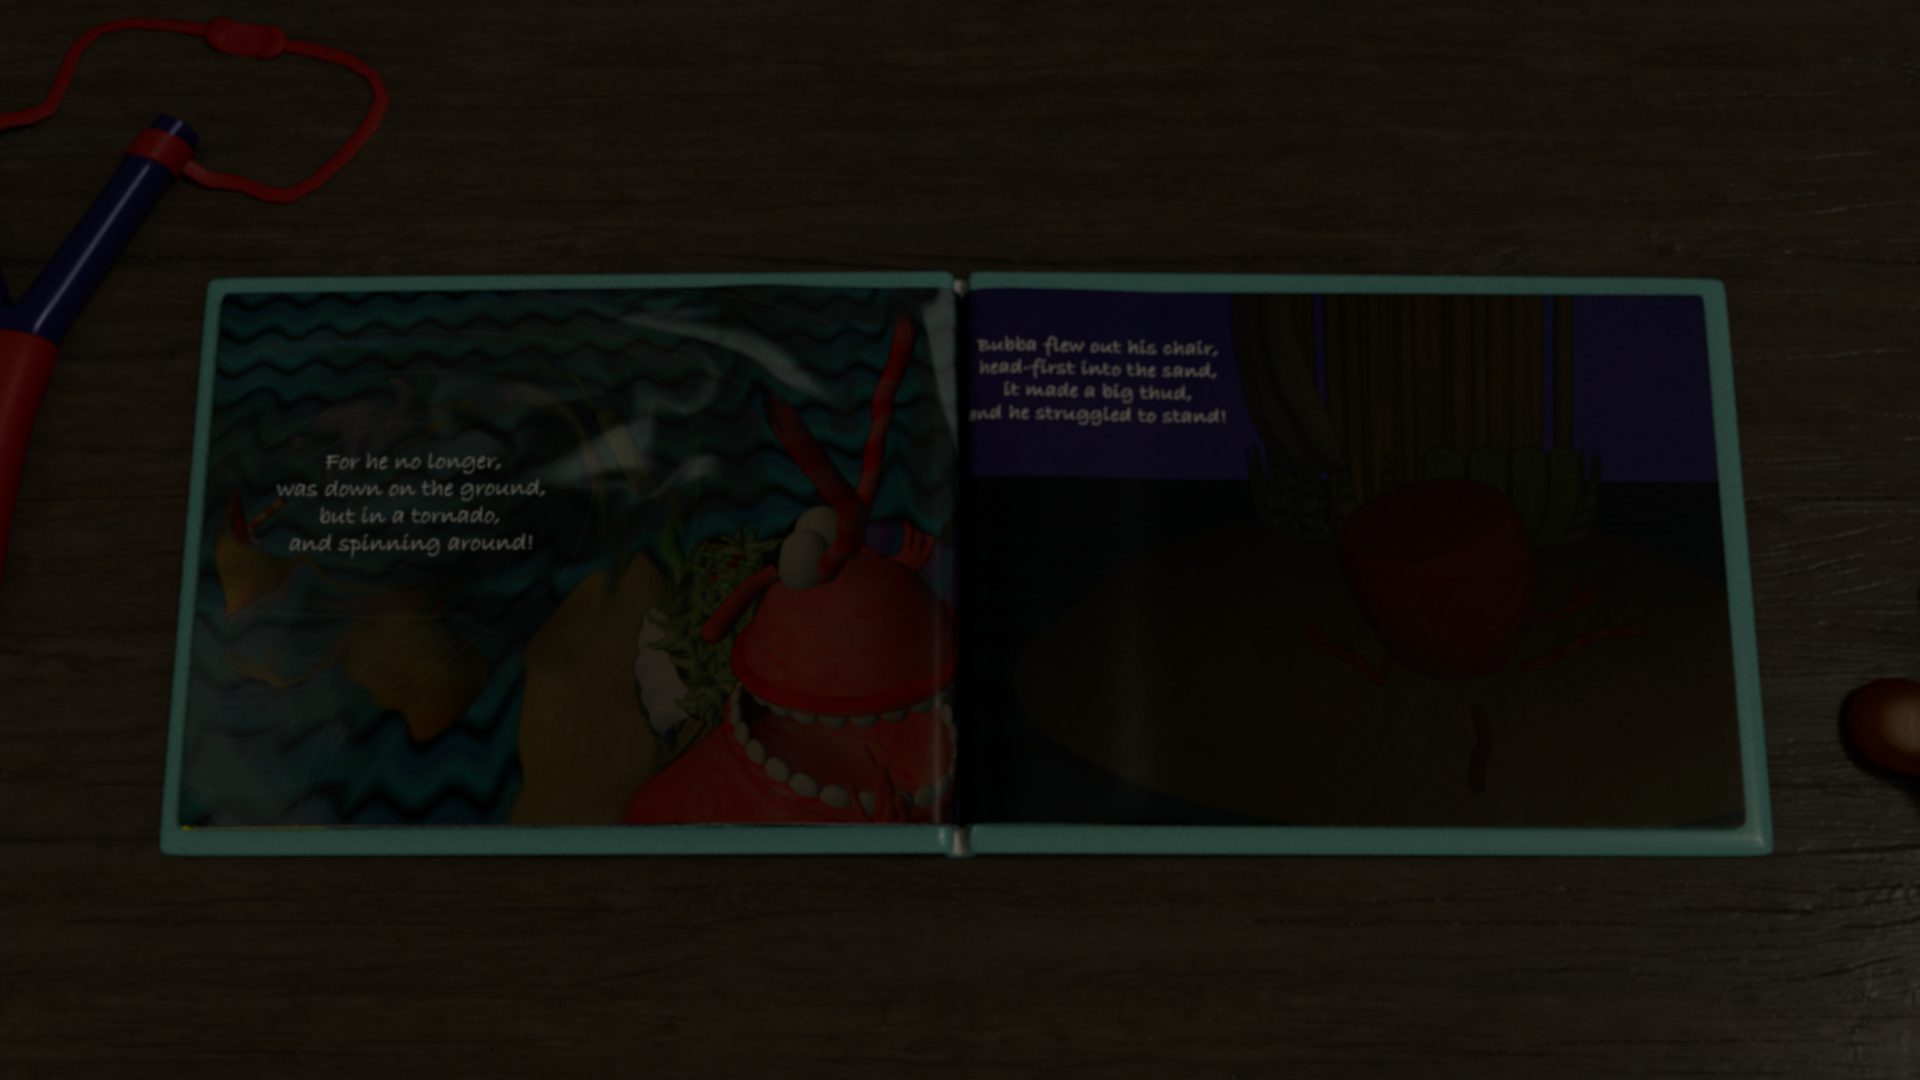 For he no longer,
was down on the ground,
but in a tornado,
and spinning around!
Bubba flew out his chair,
head-first into the sand,
it made a big thud,
and he struggled to stand!